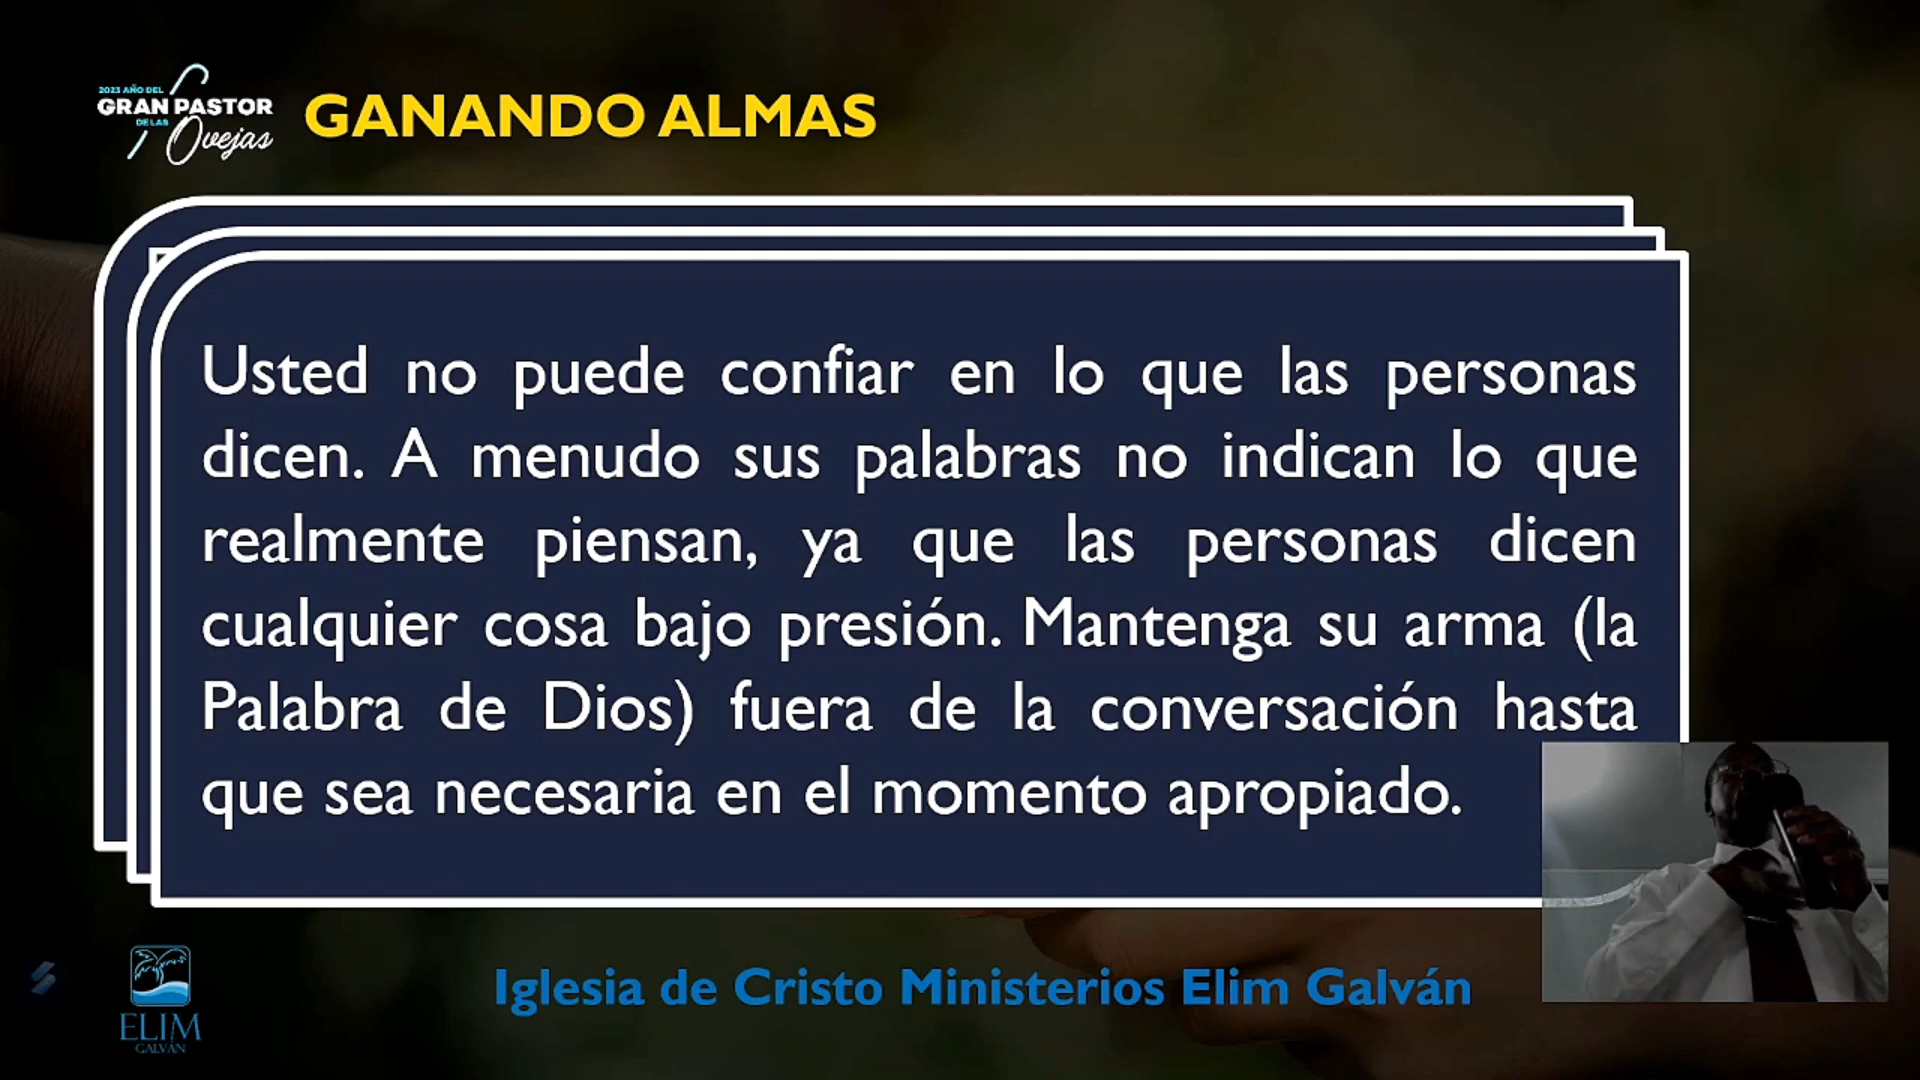 2023 AÑO DEL
GRAN PASTOR
DE LAS
Ovejas
GANANDO ALMAS
Usted no puede confiar en lo que las personas
dicen. A menudo sus palabras no indican lo que
realmente piensan, ya que las personas dicen
cualquier cosa bajo presión. Mantenga su arma (la
Palabra de Dios) fuera de la conversación hasta
que sea necesaria en el momento apropiado.
ELIM
GALVÁN
Iglesia de Cristo Ministerios Elim Galván